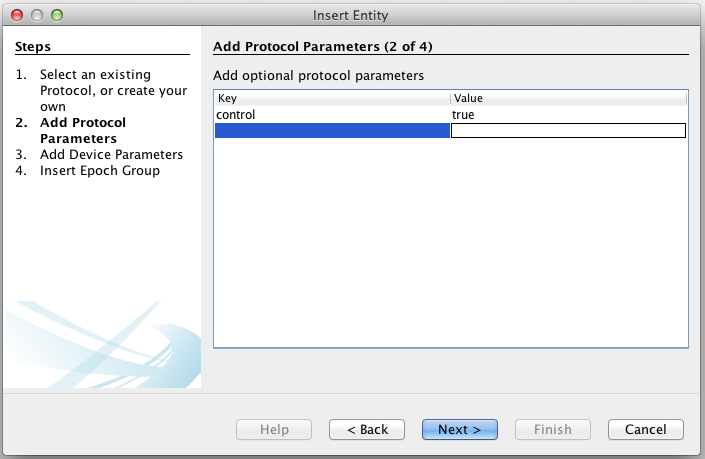 Insert Entity
Steps
1. Select an existing
Protocol, or create your
own
2. Add Protocol
Parameters
3. Add Device Parameters
4. Insert Epoch Group
Add Protocol Parameters (2 of 4)
Add optional protocol parameters
Key Value
control true
Help < Back Next > Finish Cancel